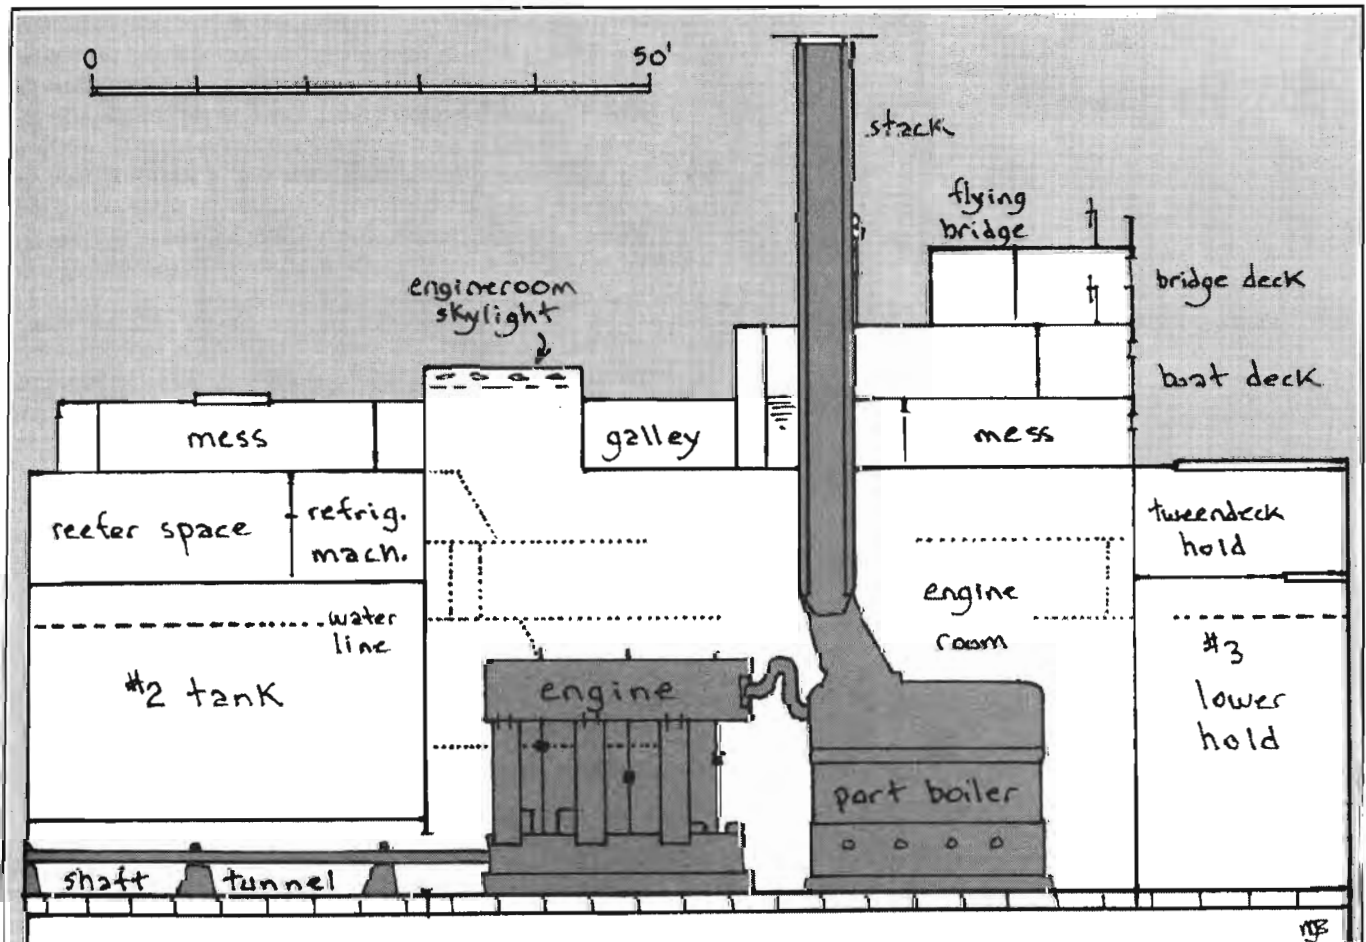 0 50'
stack
flying
bridge
bridge deck
engineroom
skylight
boat deck
mess
galley
mess
reefer space
refrig.
mach.
tweendeck
hold
engine
room
water
line
#2 tank
engine
#3
lower
hold
port boiler
shaft tunnel